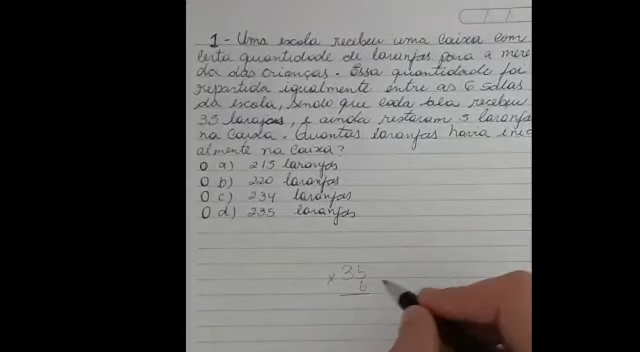 1 - Uma escola recebeu uma caixa com
certa quantidade de laranjas para a meren
da das crianças. Essa quantidade foi
repartida igualmente entre as 6 salas
da escola, sendo que cada recebeu
35 laranjas, e ainda restaram 5 laranja
na caixa. Quantas laranjas havia inici
almente na caixa?
O a) 215 laranjas
O b) 220 laranjas
O c) 234 laranjas
O d) 235 laranjas
35
x 6